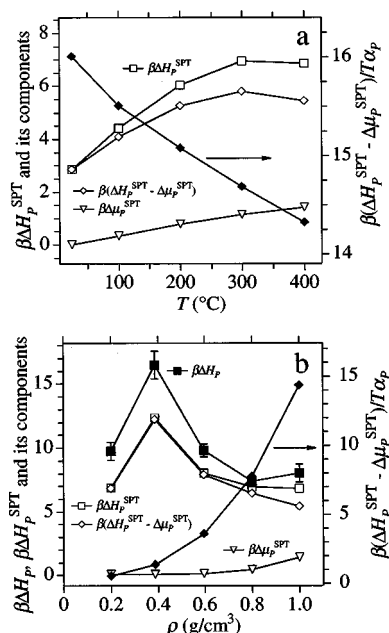 a
βΔH_P^SPT and its components
8
6
4
2
0
β(ΔH_P^SPT - Δμ_P^SPT)/Tα_P
16
15
14
βΔH_P^SPT
β(ΔH_P^SPT - Δμ_P^SPT)
βΔμ_P^SPT
100 200 300 400
T (°C)
b
βΔH_P, βΔH_P^SPT and its components
15
10
5
0
β(ΔH_P^SPT - Δμ_P^SPT)/Tα_P
15
10
5
0
βΔH_P
βΔH_P^SPT
β(ΔH_P^SPT - Δμ_P^SPT)
βΔμ_P^SPT
0.0 0.2 0.4 0.6 0.8 1.0
ρ (g/cm³)